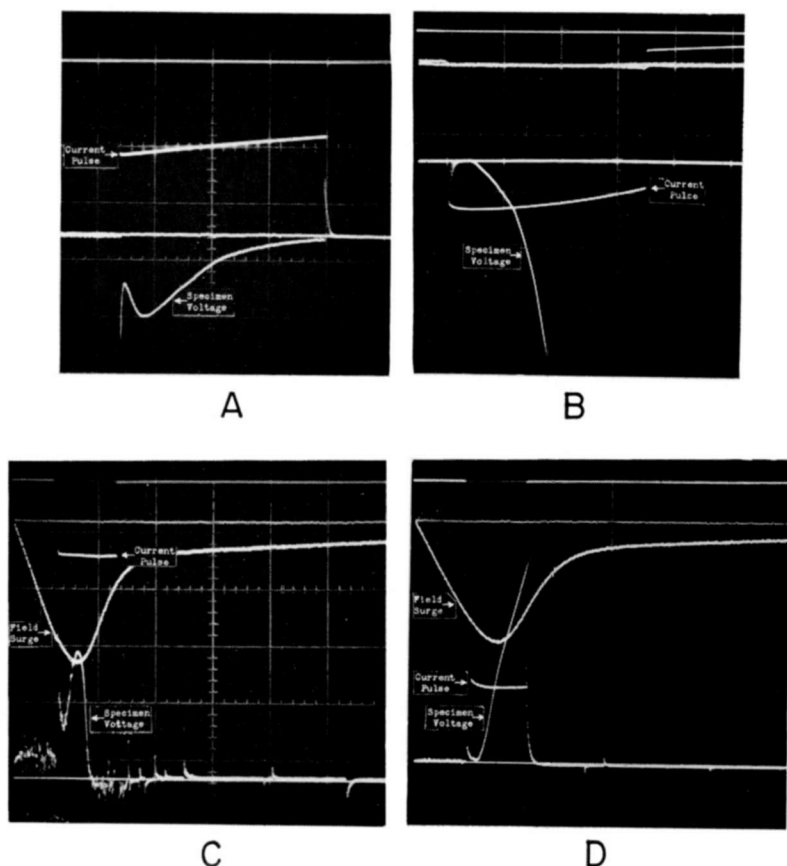 Current
Pulse
Specimen
Voltage
A
Current
Pulse
Specimen
Voltage
B
Current
Pulse
Field
Surge
Specimen
Vottage
C
Field
Surge
Current
Pulse
Specimen
Voltage
D